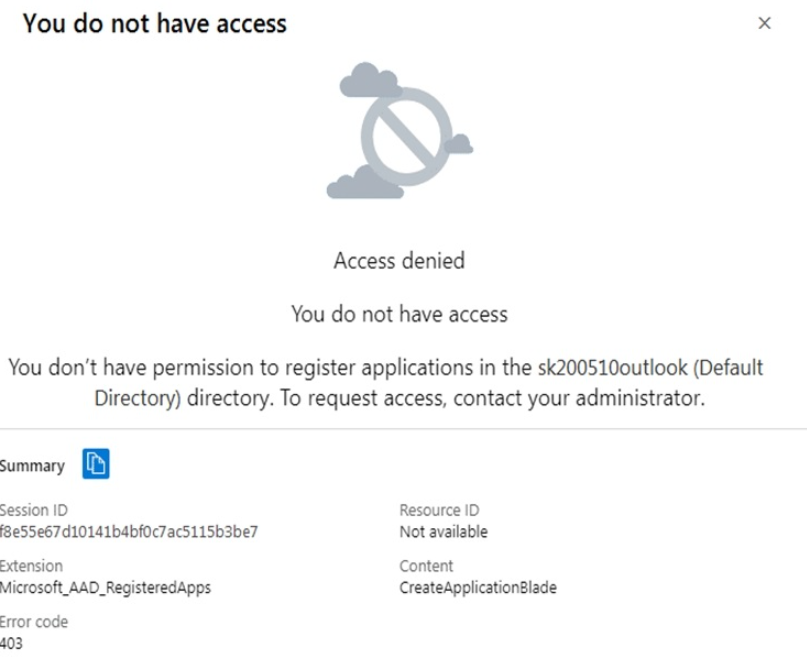 You do not have access
Access denied
You do not have access
You don't have permission to register applications in the sk200510outlook (Default
Directory) directory. To request access, contact your administrator.
Summary
Session ID
f8e55e67d10141b4bf0c7ac5115b3be7
Resource ID
Not available
Extension
Microsoft_AAD_RegisteredApps
Content
CreateApplicationBlade
Error code
403